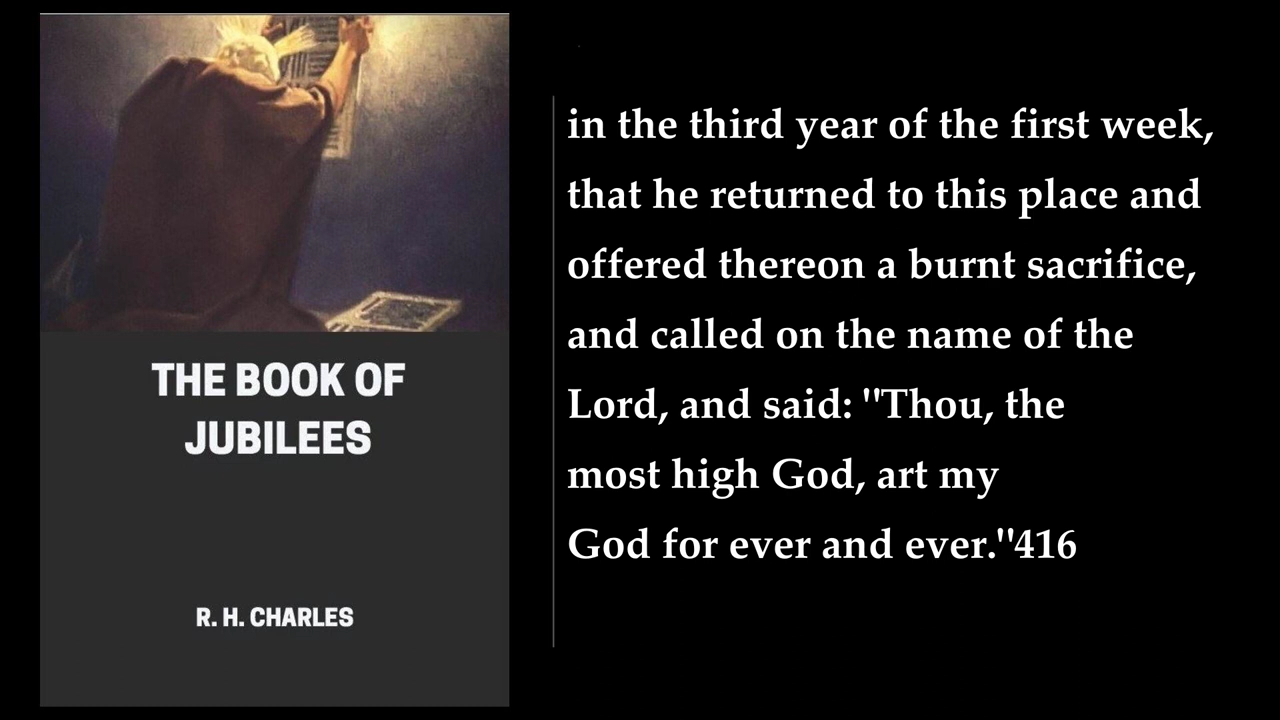 THE BOOK OF
JUBILEES
R. H. CHARLES
in the third year of the first week,
that he returned to this place and
offered thereon a burnt sacrifice,
and called on the name of the
Lord, and said: "Thou, the
most high God, art my
God for ever and ever."416